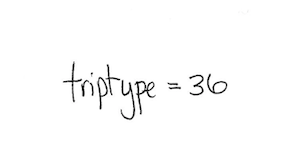 triptype = 36